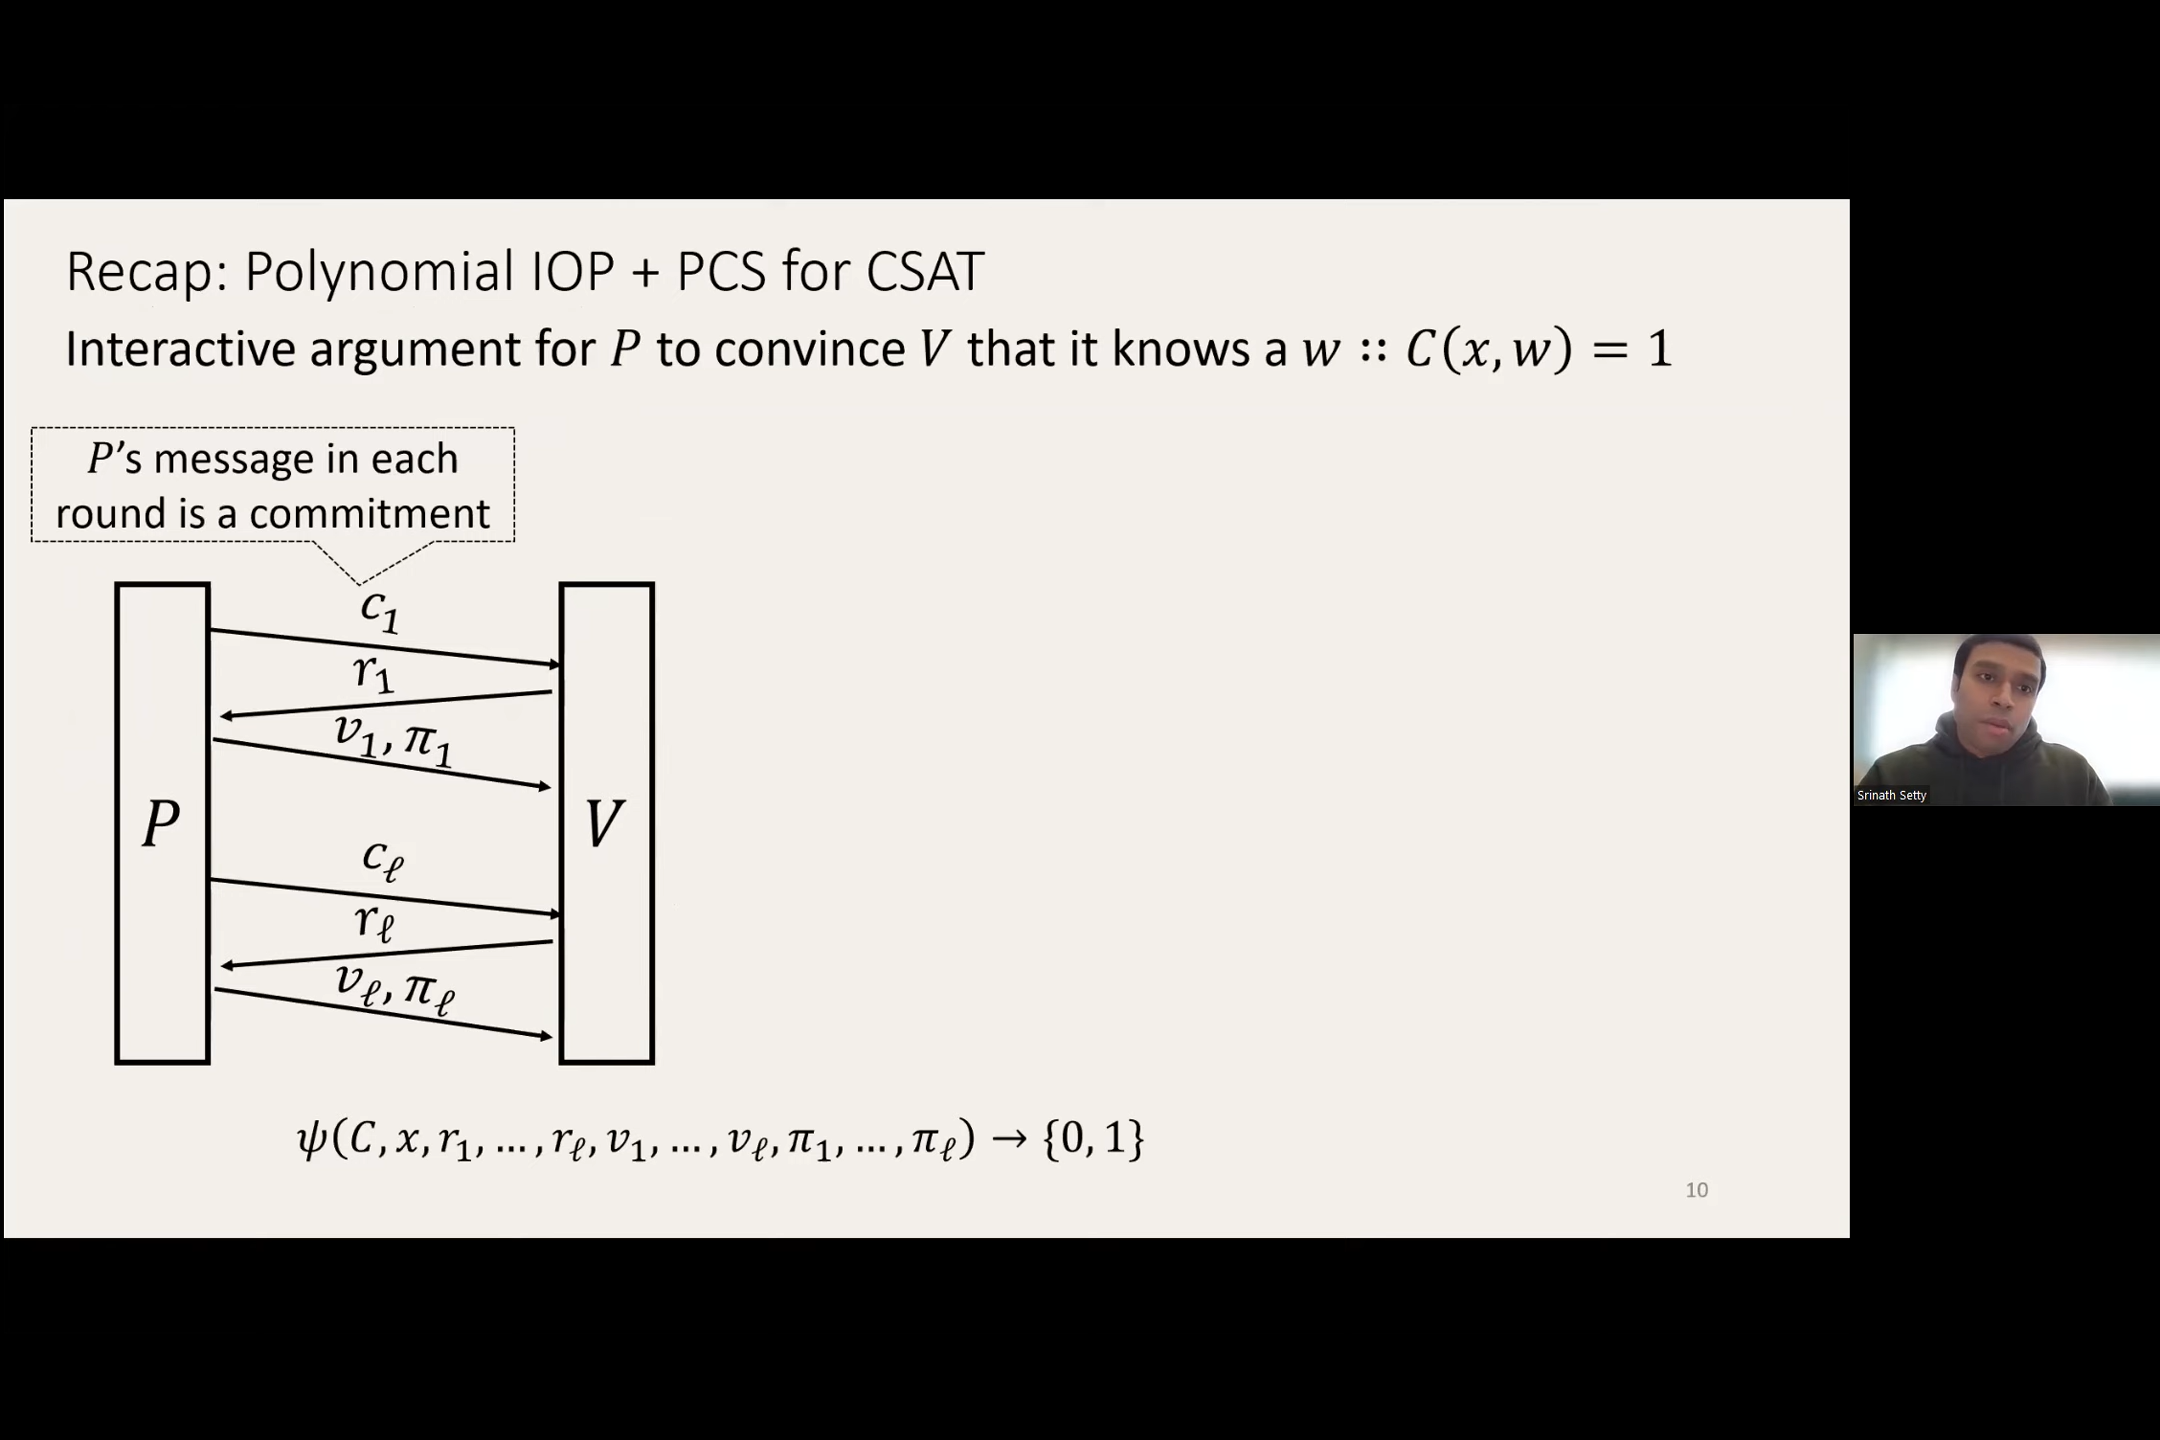 Recap: Polynomial IOP + PCS for CSAT
Interactive argument for P to convince V that it knows a w :: C(x, w) = 1
P's message in each
round is a commitment
c₁
r₁
v₁, π₁
P
V
c_ℓ
r_ℓ
v_ℓ, π_ℓ
ψ(C, x, r₁, …, r_ℓ, v₁, …, v_ℓ, π₁, …, π_ℓ) → {0, 1}
10
Srinath Setty